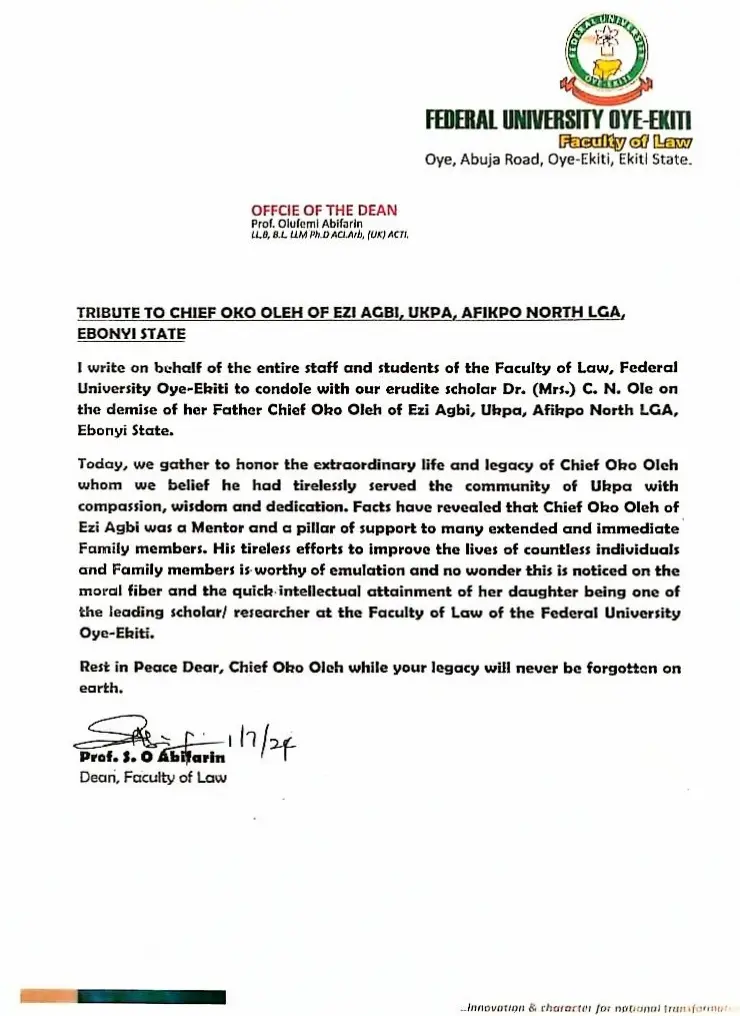 FEDERAL UNIVERSITY
OYE-EKITI
FEDERAL UNIVERSITY OYE-EKITI
Faculty of Law
Oye, Abuja Road, Oye-Ekiti, Ekiti State.
OFFCIE OF THE DEAN
Prof. Olufemi Abifarin
LL.B, B.L. LLM Ph.D ACI.Arb, (UK) ACTI.
TRIBUTE TO CHIEF OKO OLEH OF EZI AGBI, UKPA, AFIKPO NORTH LGA,
EBONYI STATE
I write on behalf of the entire staff and students of the Faculty of Law, Federal
University Oye-Ekiti to condole with our erudite scholar Dr. (Mrs.) C. N. Ole on
the demise of her Father Chief Oko Oleh of Ezi Agbi, Ukpa, Afikpo North LGA,
Ebonyi State.
Today, we gather to honor the extraordinary life and legacy of Chief Oko Oleh
whom we belief he had tirelessly served the community of Ukpa with
compassion, wisdom and dedication. Facts have revealed that Chief Oko Oleh of
Ezi Agbi was a Mentor and a pillar of support to many extended and immediate
Family members. His tireless efforts to improve the lives of countless individuals
and Family members is worthy of emulation and no wonder this is noticed on the
moral fiber and the quick intellectual attainment of her daughter being one of
the leading scholar/ researcher at the Faculty of Law of the Federal University
Oye-Ekiti.
Rest in Peace Dear, Chief Oko Oleh while your legacy will never be forgotten on
earth.
1/7/24
Prof. S. O Abifarin
Dean, Faculty of Law
...Innovation & character for national transformation